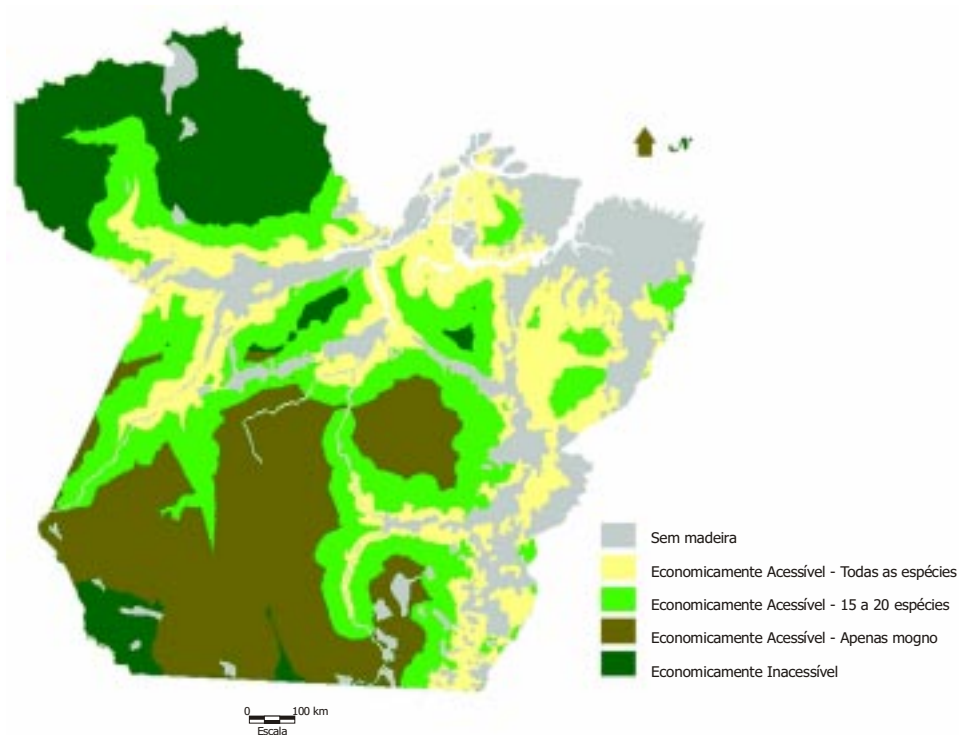 N
Sem madeira
Economicamente Acessível - Todas as espécies
Economicamente Acessível - 15 a 20 espécies
Economicamente Acessível - Apenas mogno
Economicamente Inacessível
0 100 km
Escala